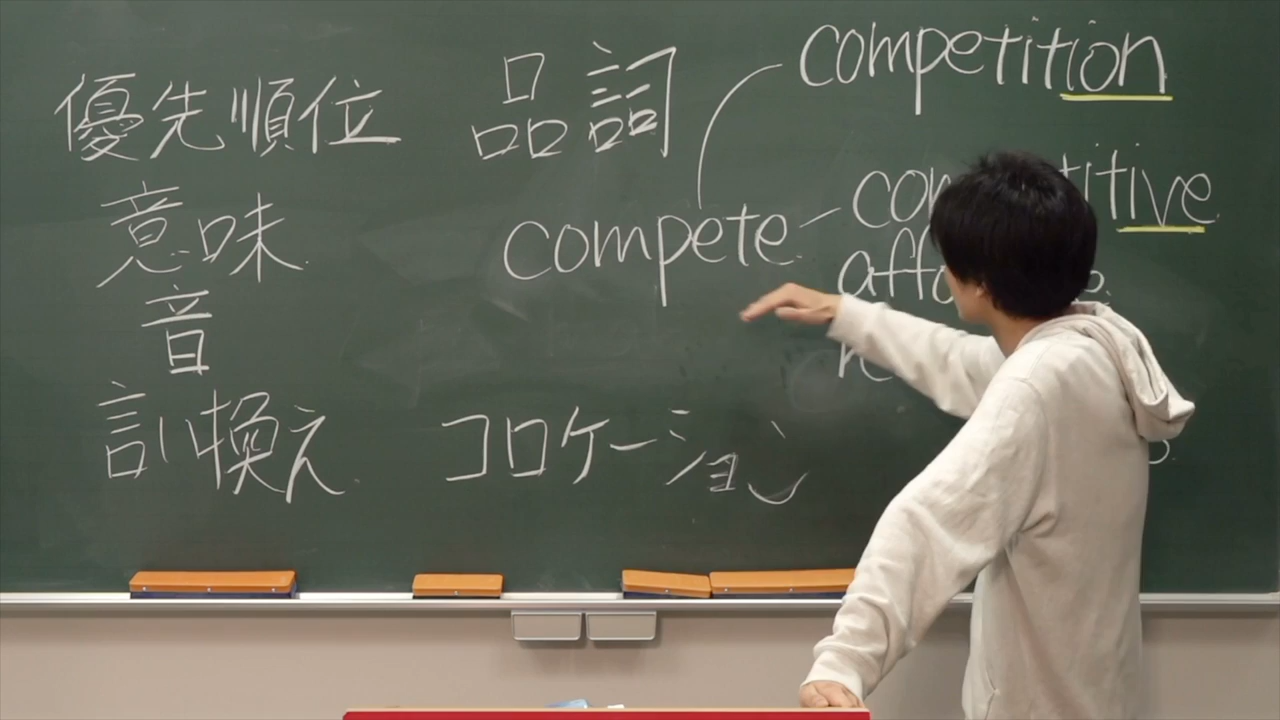 優先順位
意味
音
言い換え
品詞
compete
コロケーション
competition